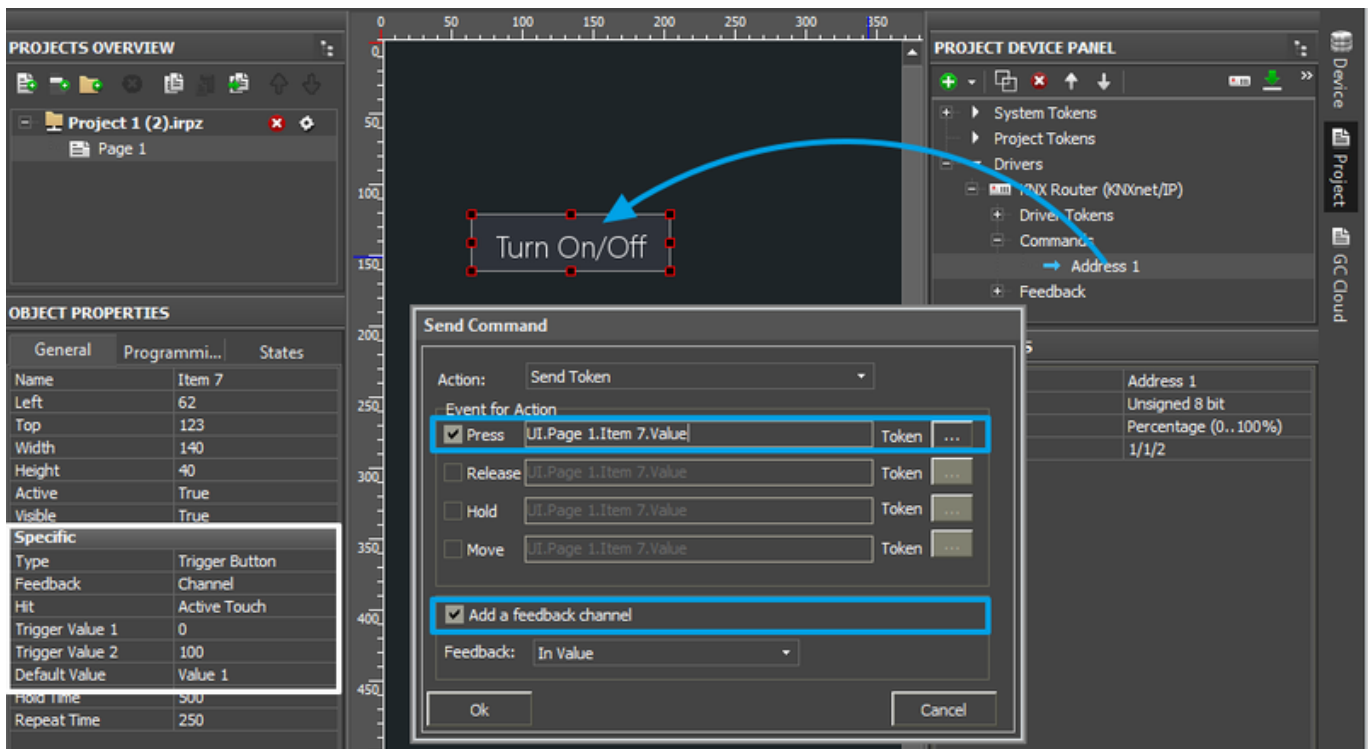 PROJECTS OVERVIEW
Project 1 (2).irpz
Page 1
OBJECT PROPERTIES
General Programmi... States
Name Item 7
Left 62
Top 123
Width 140
Height 40
Active True
Visible True
Specific
Type Trigger Button
Feedback Channel
Hit Active Touch
Trigger Value 1 0
Trigger Value 2 100
Default Value Value 1
Hold Time 500
Repeat Time 250
0 50 100 150 200 250 300 350
0
50
100
150
200
250
300
350
400
450
Turn On/Off
Send Command
Action: Send Token
Event for Action
Press UI.Page 1.Item 7.Value Token ...
Release UI.Page 1.Item 7.Value Token ...
Hold UI.Page 1.Item 7.Value Token ...
Move UI.Page 1.Item 7.Value Token ...
Add a feedback channel
Feedback: In Value
Ok Cancel
PROJECT DEVICE PANEL
»
System Tokens
Project Tokens
Drivers
KNX Router (KNXnet/IP)
Driver Tokens
Commands
Address 1
Feedback
Address 1
Unsigned 8 bit
Percentage (0..100%)
1/1/2
Device
Project
GC Cloud